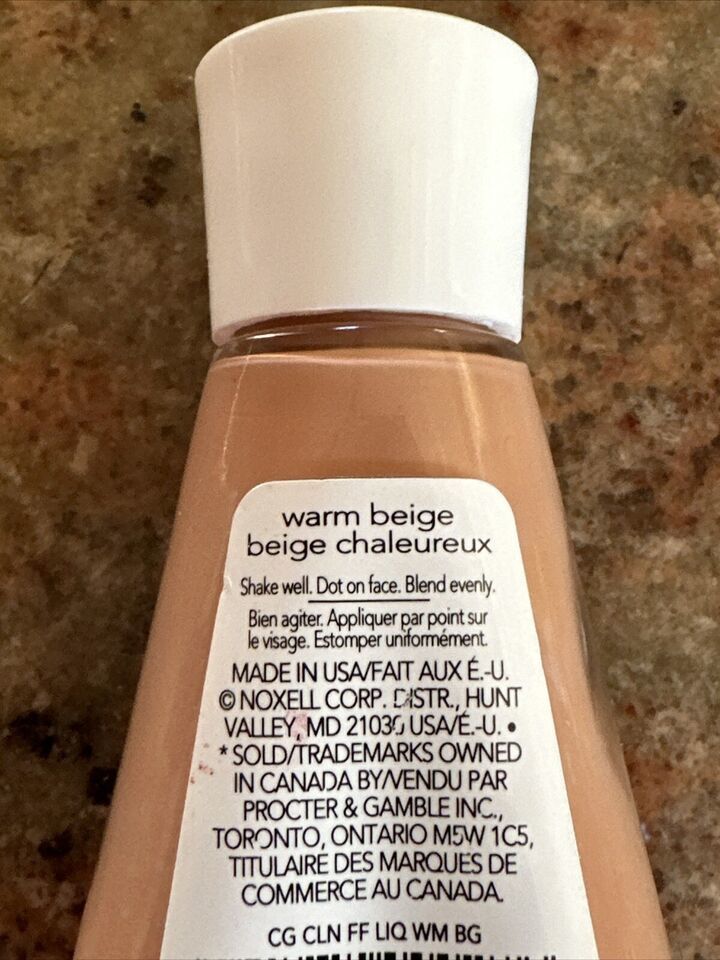 warm beige
beige chaleureux
Shake well. Dot on face. Blend evenly.
Bien agiter. Appliquer par point sur
le visage. Estomper uniformément.
MADE IN USA/FAIT AUX É.-U.
© NOXELL CORP. DISTR., HUNT
VALLEY, MD 21030 USA/É.-U. •
* SOLD/TRADEMARKS OWNED
IN CANADA BY/VENDU PAR
PROCTER & GAMBLE INC.,
TORONTO, ONTARIO M5W 1C5,
TITULAIRE DES MARQUES DE
COMMERCE AU CANADA.
CG CLN FF LIQ WM BG